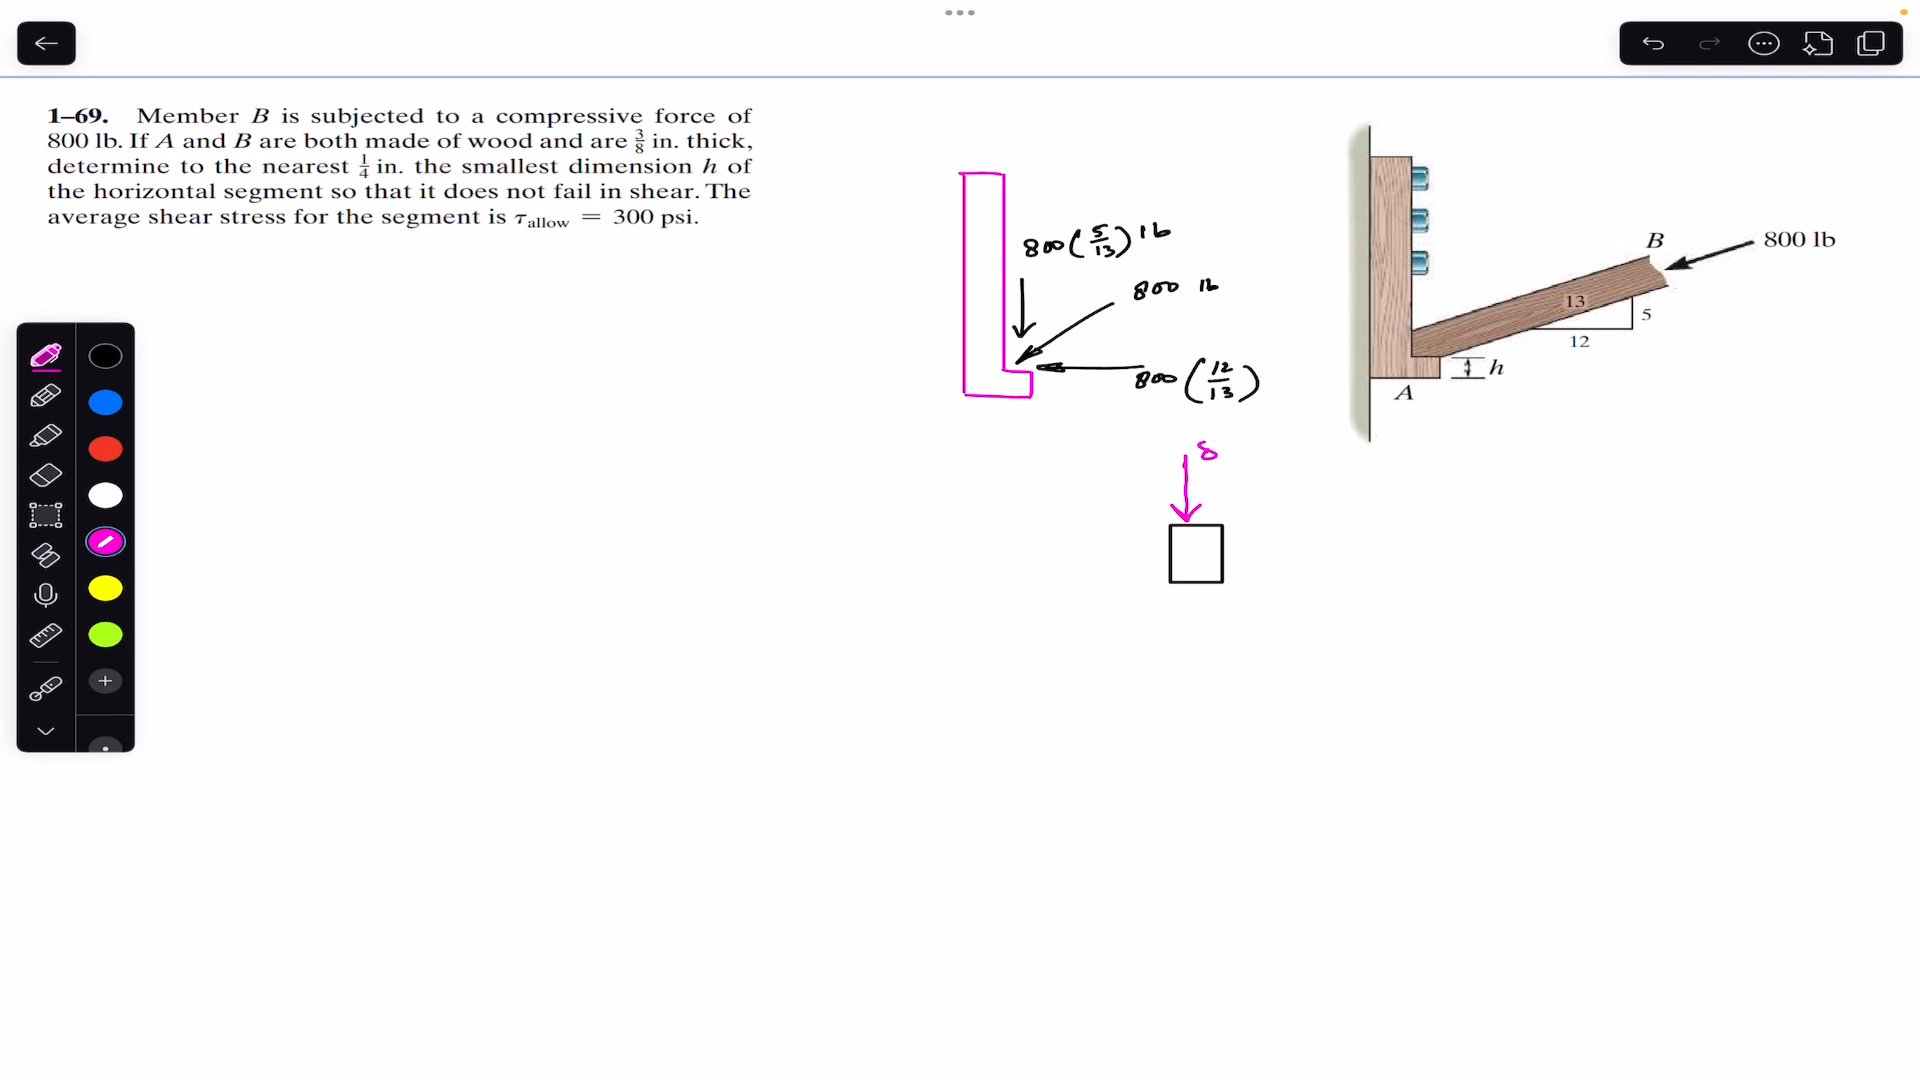 1–69. Member B is subjected to a compressive force of
800 lb. If A and B are both made of wood and are 3/8 in. thick,
determine to the nearest 1/4 in. the smallest dimension h of
the horizontal segment so that it does not fail in shear. The
average shear stress for the segment is τallow = 300 psi.
800(5/13) lb
800 lb
800 (12/13)
8
B
800 lb
13
5
12
h
A